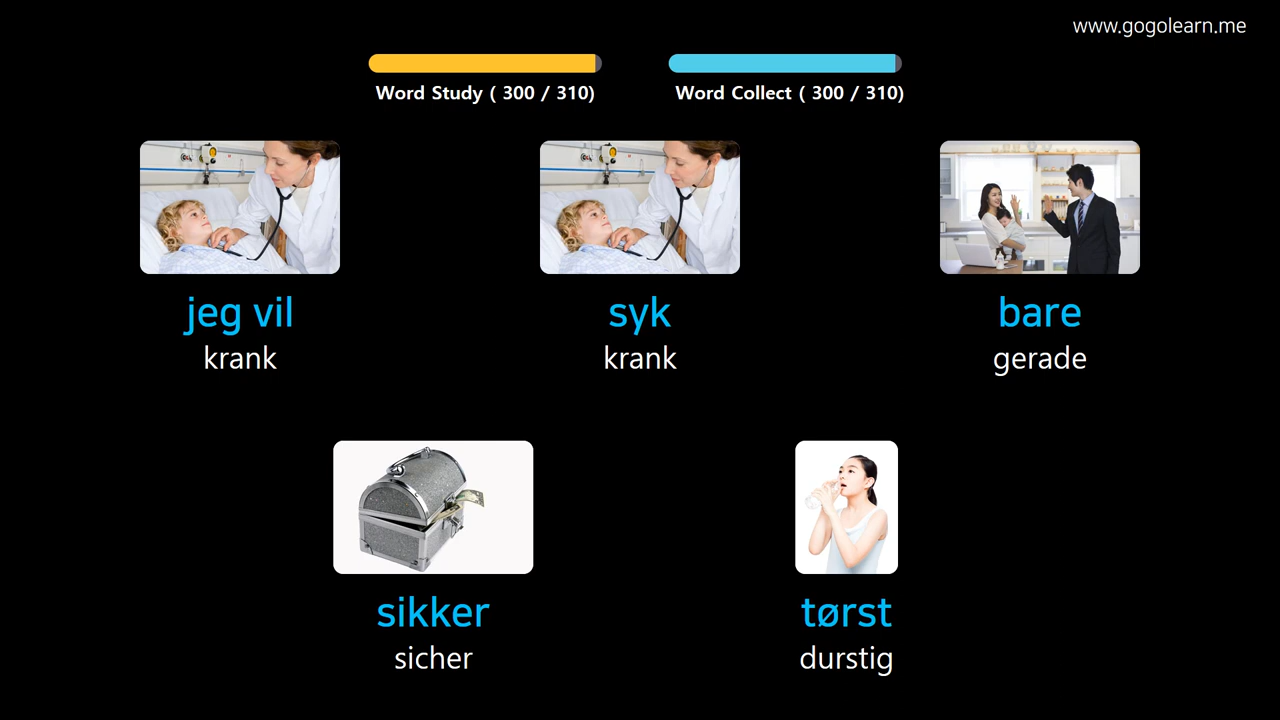 www.gogolearn.me
Word Study ( 300 / 310)
Word Collect ( 300 / 310)
jeg vil
krank
syk
krank
bare
gerade
sikker
sicher
tørst
durstig